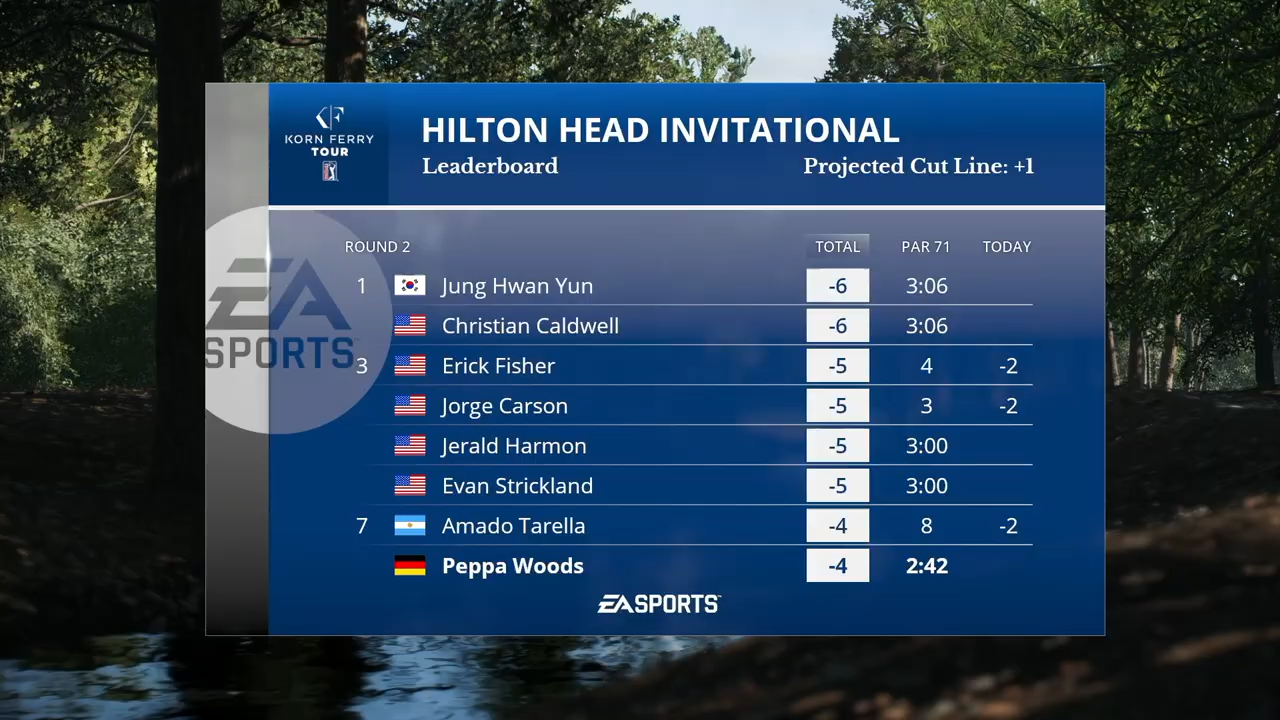 KF
KORN FERRY
TOUR
HILTON HEAD INVITATIONAL
Leaderboard Projected Cut Line: +1
ROUND 2 TOTAL PAR 71 TODAY
1 Jung Hwan Yun -6 3:06
Christian Caldwell -6 3:06
3 Erick Fisher -5 4 -2
Jorge Carson -5 3 -2
Jerald Harmon -5 3:00
Evan Strickland -5 3:00
7 Amado Tarella -4 8 -2
Peppa Woods -4 2:42
EA SPORTS™
EA SPORTS™